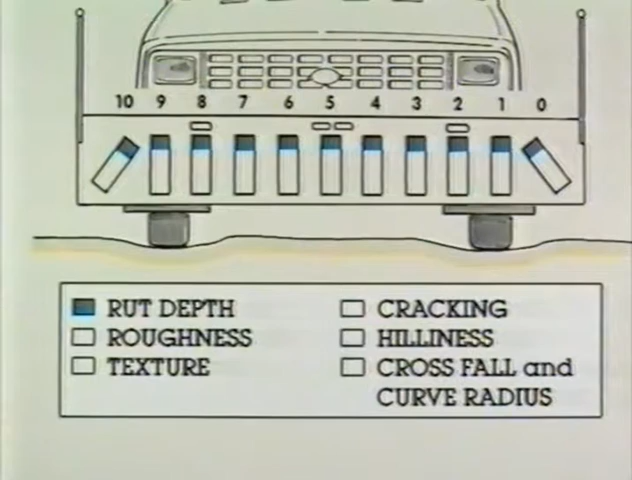 10 9 8 7 6 5 4 3 2 1 0
RUT DEPTH
ROUGHNESS
TEXTURE
CRACKING
HILLINESS
CROSS FALL and
CURVE RADIUS